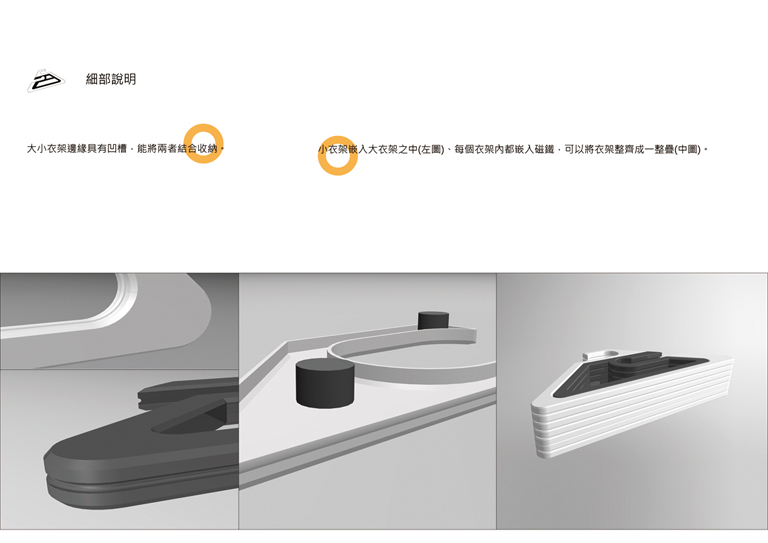 細部說明
大小衣架邊緣具有凹槽，能將兩者結合收納。
小衣架嵌入大衣架之中(左圖)、每個衣架內都嵌入磁鐵，可以將衣架整齊成一整疊(中圖)。